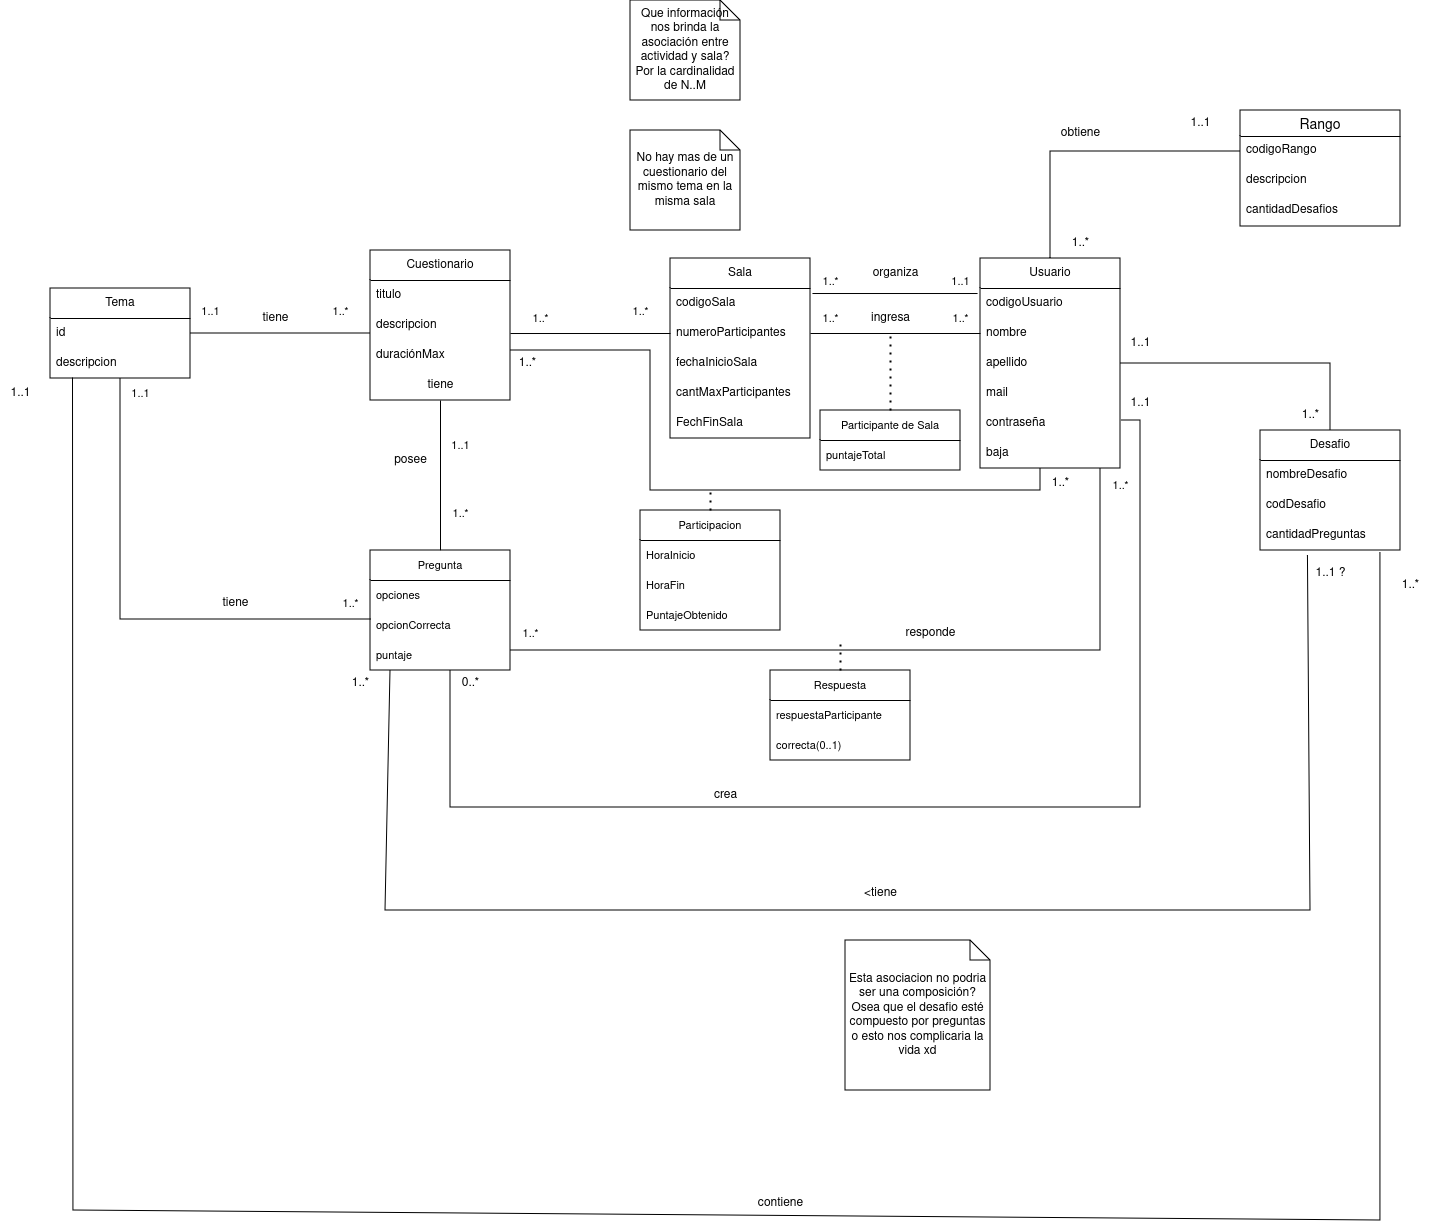 Que información
nos brinda la
asociación entre
actividad y sala?
Por la cardinalidad
de N..M
No hay mas de un
cuestionario del
mismo tema en la
misma sala
obtiene
1..1
1..*
Rango
codigoRango
descripcion
cantidadDesafios
Tema
id
descripcion
1..1
tiene
1..*
1..1
1..1
Cuestionario
titulo
descripcion
duraciónMax
tiene
1..*
1..*
1..*
Sala
codigoSala
numeroParticipantes
fechaInicioSala
cantMaxParticipantes
FechFinSala
1..*
organiza
1..1
1..*
ingresa
1..*
Participante de Sala
puntajeTotal
Usuario
codigoUsuario
nombre
apellido
mail
contraseña
baja
1..1
1..1
1..*
1..*
1..*
Desafio
nombreDesafio
codDesafio
cantidadPreguntas
1..1 ?
1..*
posee
1..1
1..*
Participacion
HoraInicio
HoraFin
PuntajeObtenido
Pregunta
opciones
opcionCorrecta
puntaje
tiene
1..*
1..*
responde
1..*
0..*
Respuesta
respuestaParticipante
correcta(0..1)
crea
<tiene
Esta asociacion no podria
ser una composición?
Osea que el desafio esté
compuesto por preguntas
o esto nos complicaria la
vida xd
contiene